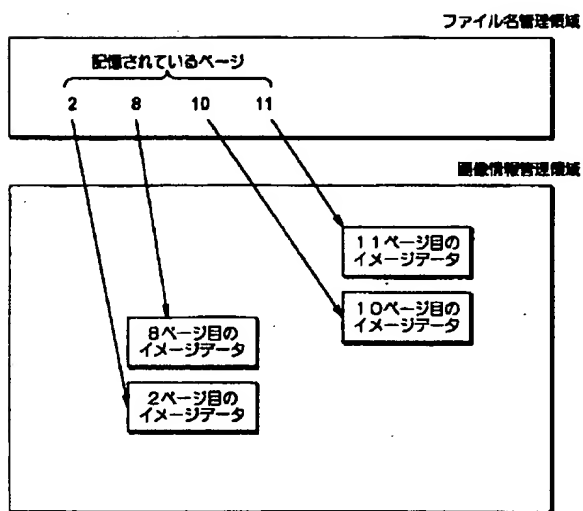 ファイル名管理領域
記憶されているページ
2 8 10 11
画像情報管理領域
11ページ目の
イメージデータ
10ページ目の
イメージデータ
8ページ目の
イメージデータ
2ページ目の
イメージデータ